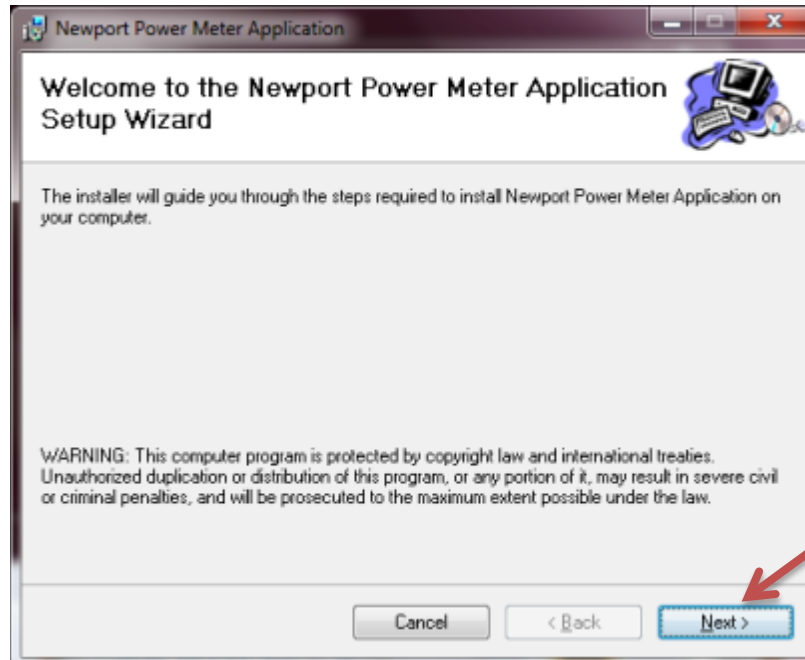 Newport Power Meter Application
Welcome to the Newport Power Meter Application
Setup Wizard
The installer will guide you through the steps required to install Newport Power Meter Application on
your computer.
WARNING: This computer program is protected by copyright law and international treaties.
Unauthorized duplication or distribution of this program, or any portion of it, may result in severe civil
or criminal penalties, and will be prosecuted to the maximum extent possible under the law.
Cancel
< Back
Next >